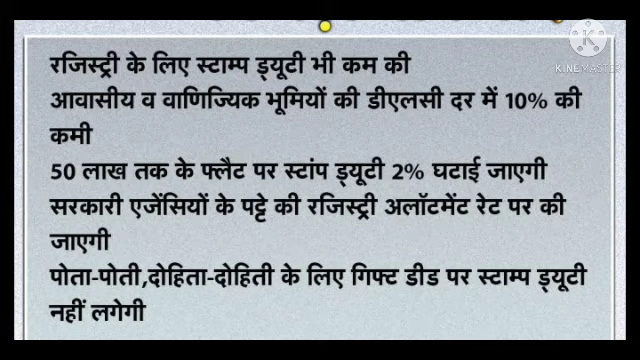 KINEMASTER
रजिस्ट्री के लिए स्टाम्प ड्यूटी भी कम की
आवासीय व वाणिज्यिक भूमियों की डीएलसी दर में 10% की
कमी
50 लाख तक के फ्लैट पर स्टांप ड्यूटी 2% घटाई जाएगी
सरकारी एजेंसियों के पट्टे की रजिस्ट्री अलॉटमेंट रेट पर की
जाएगी
पोता-पोती,दोहिता-दोहिती के लिए गिफ्ट डीड पर स्टाम्प ड्यूटी
नहीं लगेगी